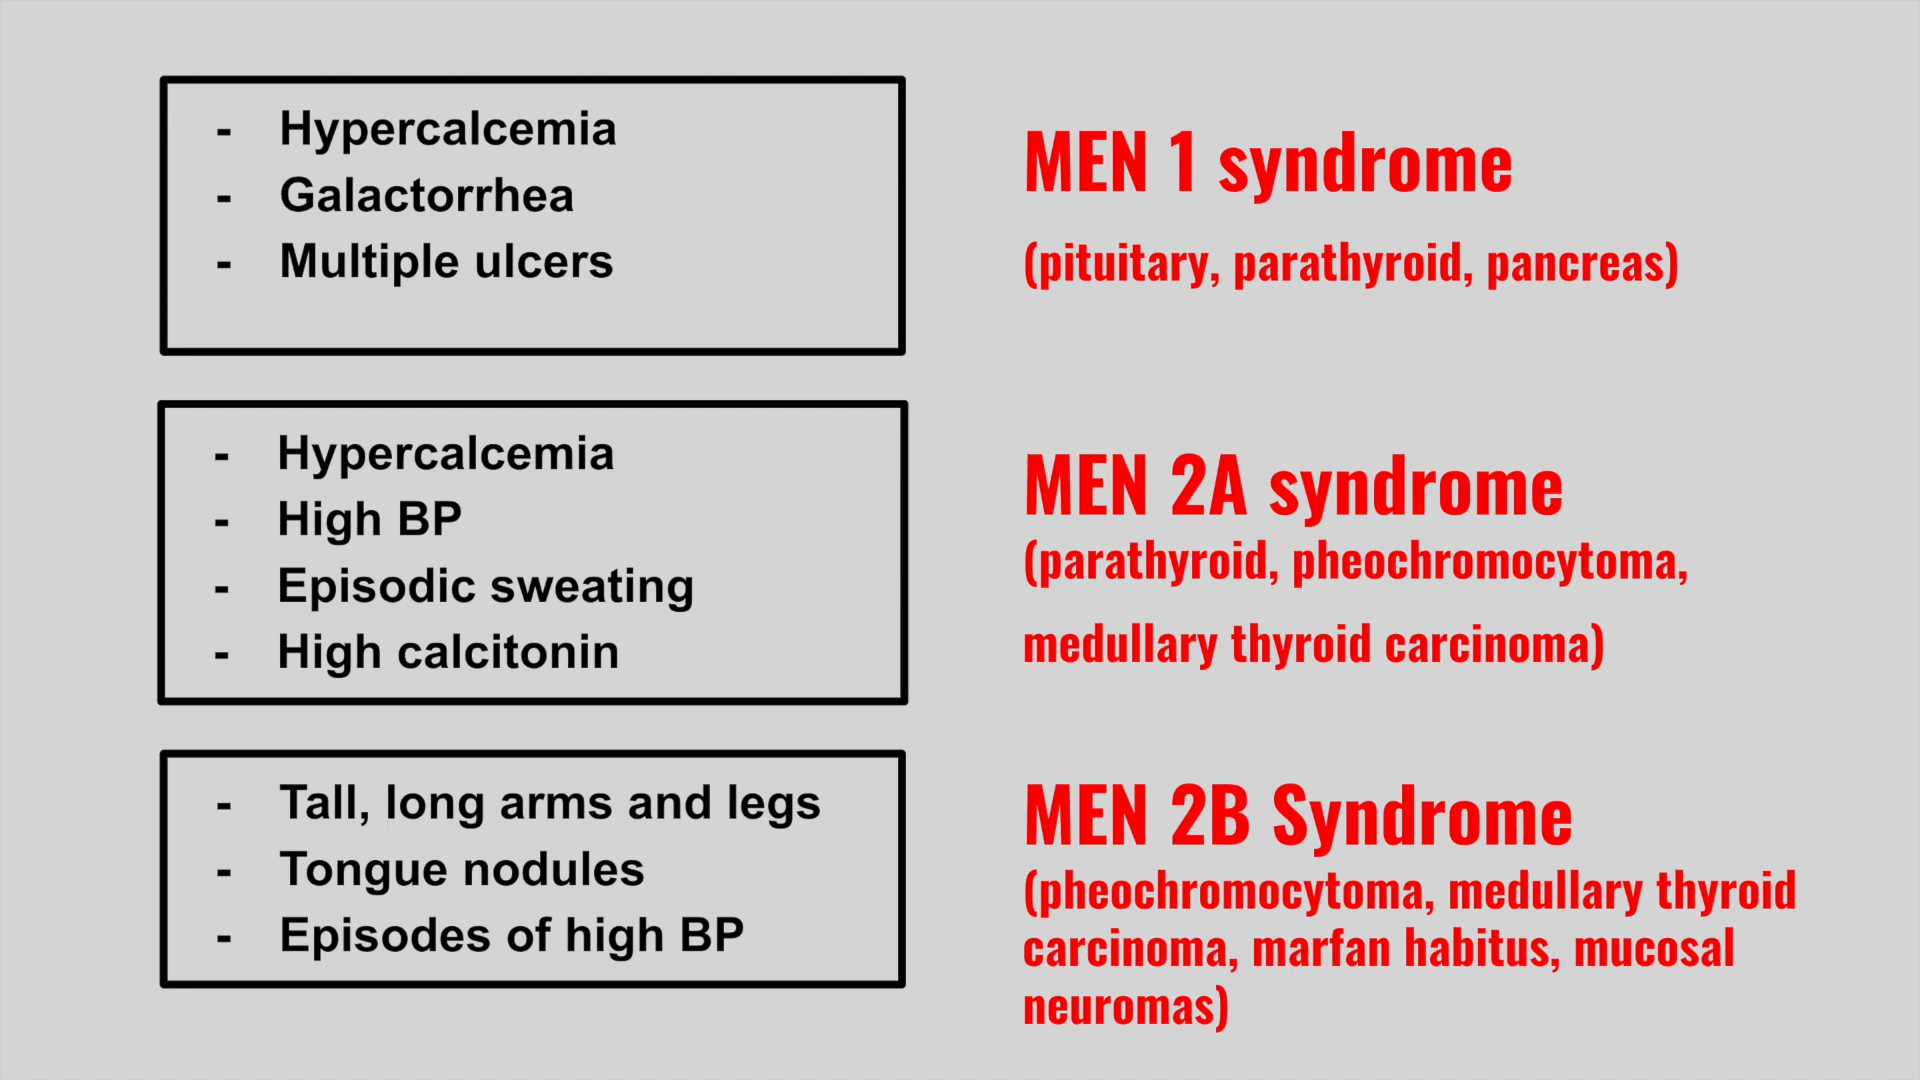 - Hypercalcemia
- Galactorrhea
- Multiple ulcers
MEN 1 syndrome
(pituitary, parathyroid, pancreas)
- Hypercalcemia
- High BP
- Episodic sweating
- High calcitonin
MEN 2A syndrome
(parathyroid, pheochromocytoma,
medullary thyroid carcinoma)
- Tall, long arms and legs
- Tongue nodules
- Episodes of high BP
MEN 2B Syndrome
(pheochromocytoma, medullary thyroid
carcinoma, marfan habitus, mucosal
neuromas)